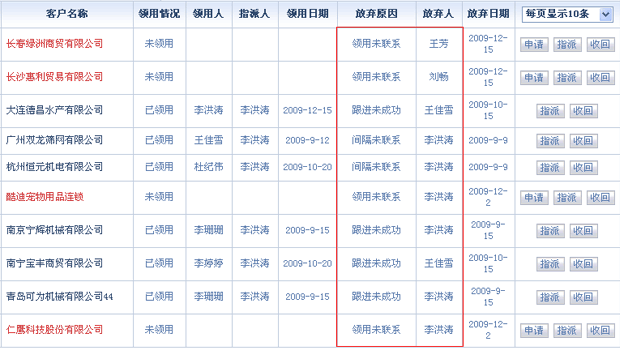 客户名称 领用情况 领用人 指派人 领用日期 放弃原因 放弃人 放弃日期 每页显示10条
长春绿洲商贸有限公司 未领用 领用未联系 王芳 2009-12-15 申请 指派 收回
长沙惠利贸易有限公司 未领用 领用未联系 刘畅 2009-12-15 申请 指派 收回
大连德昌水产有限公司 已领用 李洪涛 李洪涛 2009-12-15 跟进未成功 王佳雪 2009-10-15 指派 收回
广州双龙筛网有限公司 已领用 王佳雪 李洪涛 2009-9-12 间隔未联系 李洪涛 2009-9-9 指派 收回
杭州恒元机电有限公司 已领用 杜纪伟 李洪涛 2009-10-20 间隔未联系 李洪涛 2009-9-9 指派 收回
酷迪宠物用品连锁 未领用 领用未联系 李洪涛 2009-12-2 申请 指派 收回
南京宁辉机械有限公司 已领用 李珊珊 李洪涛 2009-9-15 跟进未成功 李洪涛 2009-9-15 指派 收回
南宁宝丰商贸有限公司 已领用 李婷婷 李洪涛 2009-10-20 跟进未成功 王佳雪 2009-10-15 指派 收回
青岛可为机械有限公司44 已领用 李珊珊 李洪涛 2009-9-15 跟进未成功 李洪涛 2009-9-15 指派 收回
仁赓科技股份有限公司 未领用 领用未联系 李洪涛 2009-12-2 申请 指派 收回